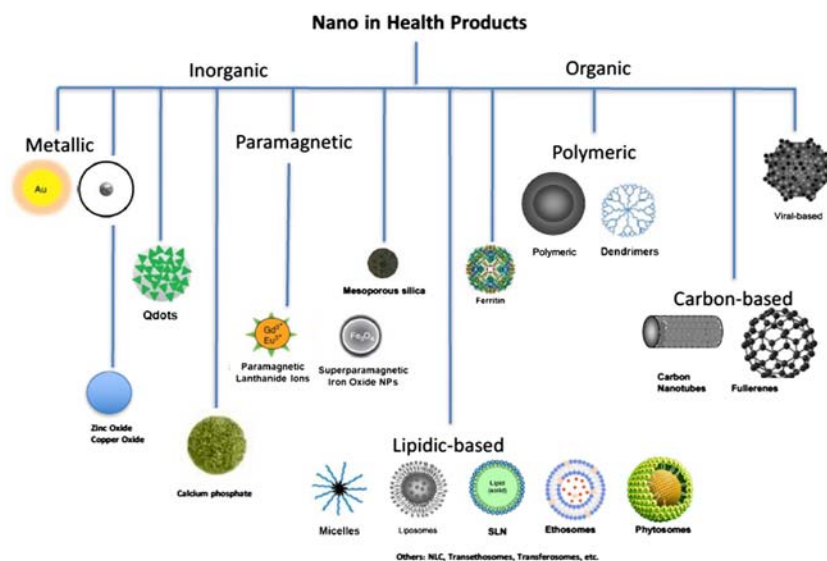 Nano in Health Products
Inorganic
Organic
Metallic
Au
Paramagnetic
Polymeric
Viral-based
Polymeric
Dendrimers
Qdots
Mesoporous silica
Ferritin
Carbon-based
Gd³⁺
Eu³⁺
Fe₃O₄
Paramagnetic
Lanthanide Ions
Superparamagnetic
Iron Oxide NPs
Carbon
Nanotubes
Fullerenes
Zinc Oxide
Copper Oxide
Calcium phosphate
Lipidic-based
Lipid
(solid)
Micelles
Liposomes
SLN
Ethosomes
Phytosomes
Others: NLC, Transethosomes, Transferosomes, etc.